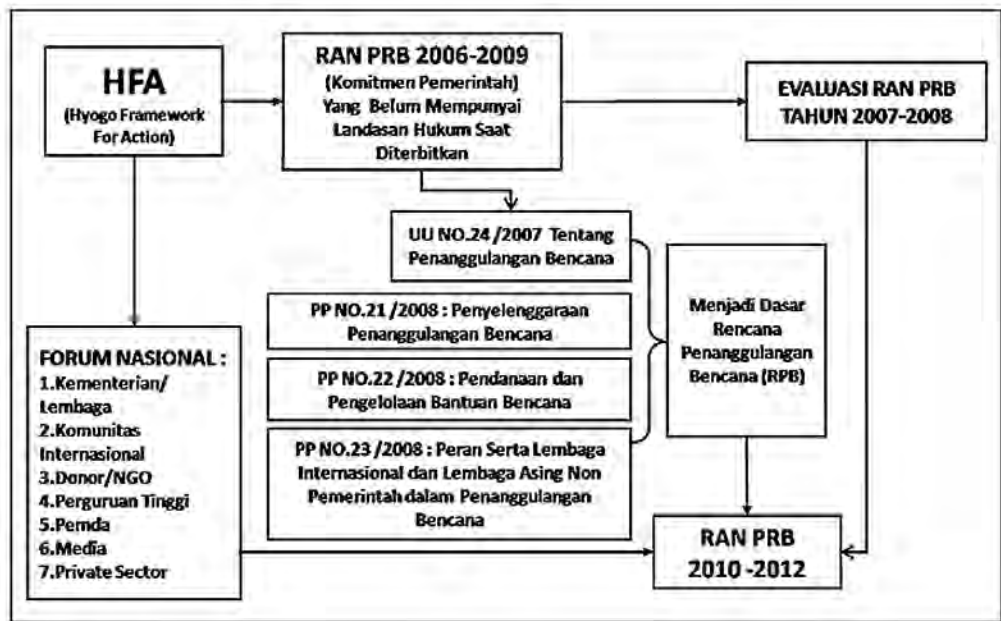 HFA
(Hyogo Framework
For Action)
RAN PRB 2006-2009
(Komitmen Pemerintah)
Yang Belum Mempunyai
Landasan Hukum Saat
Diterbitkan
EVALUASI RAN PRB
TAHUN 2007-2008
UU NO.24/2007 Tentang
Penanggulangan Bencana
PP NO.21/2008 : Penyelenggaraan
Penanggulangan Bencana
PP NO.22/2008 : Pendanaan dan
Pengelolaan Bantuan Bencana
PP NO.23/2008 : Peran Serta Lembaga
Internasional dan Lembaga Asing Non
Pemerintah dalam Penanggulangan
Bencana
Menjadi Dasar
Rencana
Penanggulangan
Bencana (RPB)
FORUM NASIONAL :
1.Kementerian/
Lembaga
2.Komunitas
Internasional
3.Donor/NGO
4.Perguruan Tinggi
5.Pemda
6.Media
7.Private Sector
RAN PRB
2010 -2012